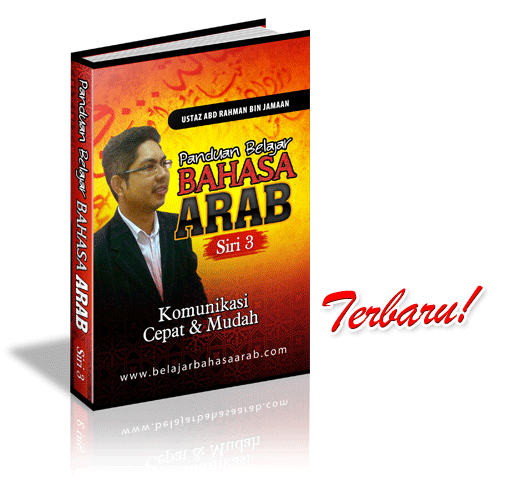 USTAZ ABD RAHMAN BIN JAMAAN
Panduan Belajar
BAHASA
ARAB
Siri 3
Komunikasi
Cepat & Mudah
www.belajarbahasaarab.com
Panduan Belajar BAHASA ARAB Siri 3
Terbaru!